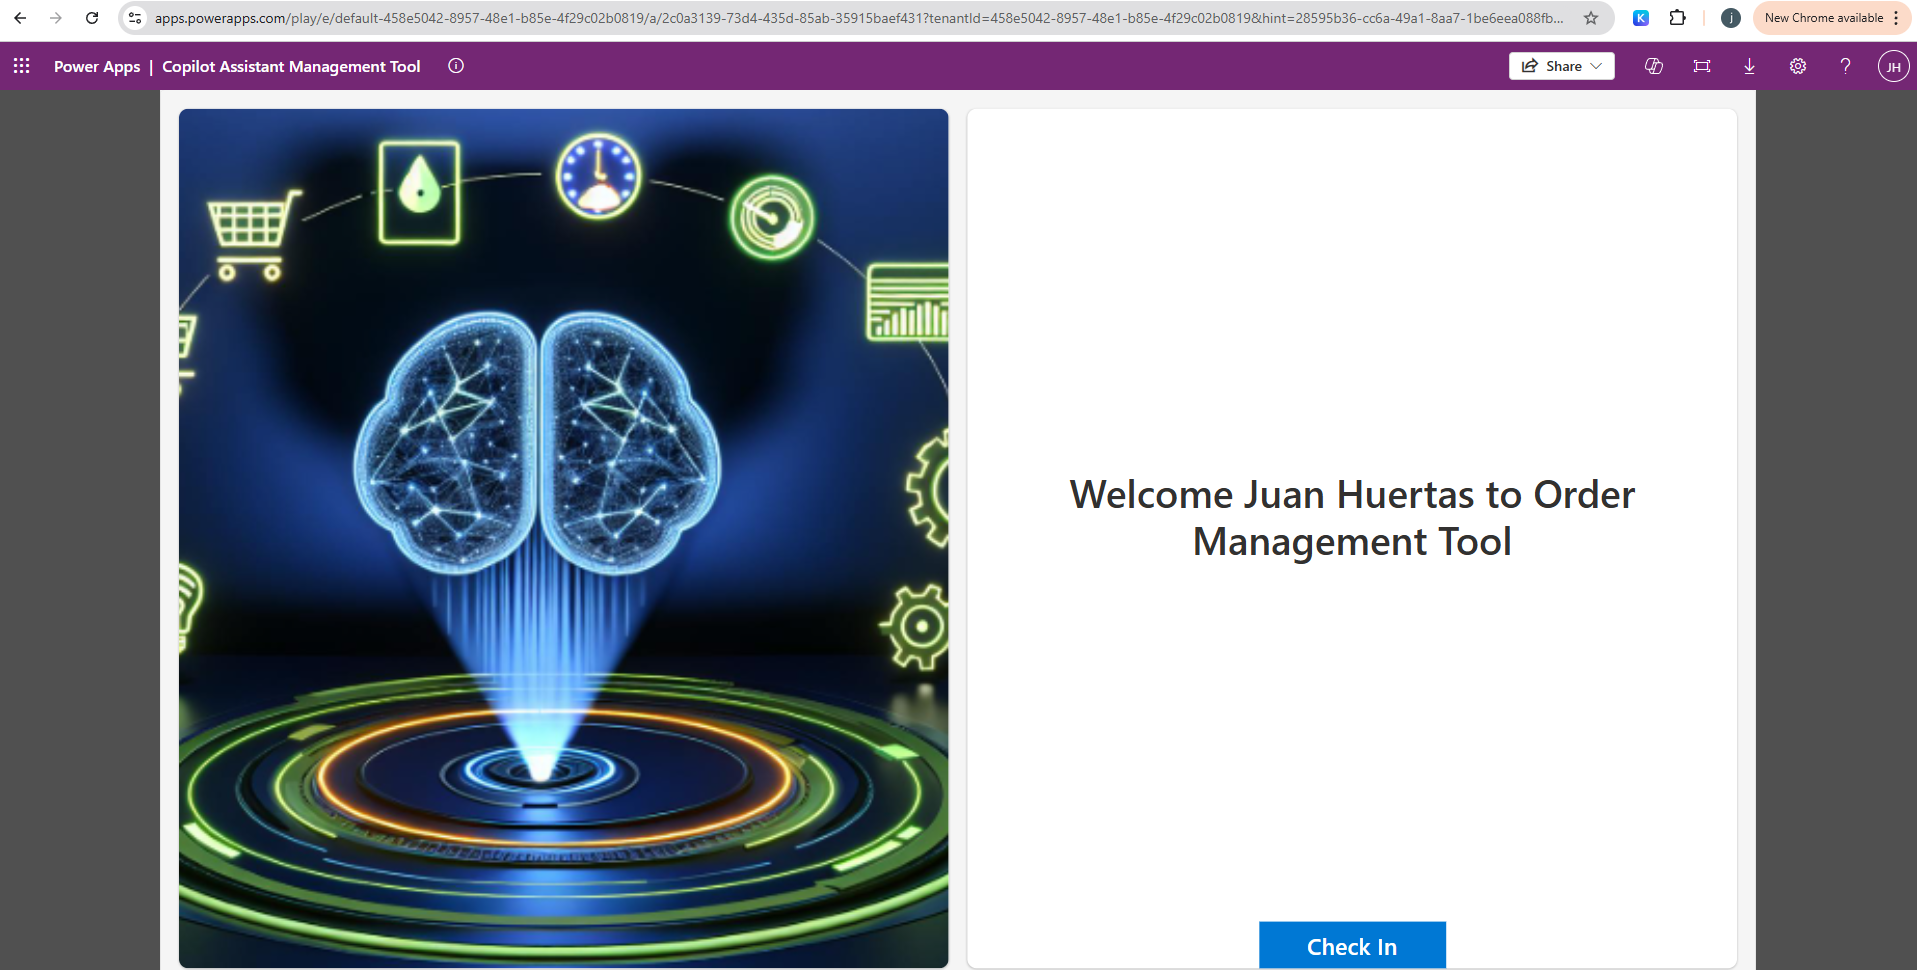 apps.powerapps.com/play/e/default-458e5042-8957-48e1-b85e-4f29c02b0819/a/2c0a3139-73d4-435d-85ab-35915baef431?tenantId=458e5042-8957-48e1-b85e-4f29c02b0819&hint=28595b36-cc6a-49a1-8aa7-1be6eea088fb...
K
j
New Chrome available
Power Apps | Copilot Assistant Management Tool
Share
JH
Welcome Juan Huertas to Order
Management Tool
Check In